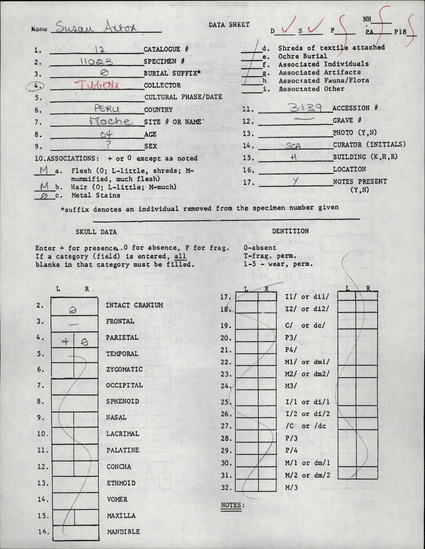 Name Susan Anton DATA SHEET
D S P NH PA P18
1. 12 CATALOGUE #
2. 11023 SPECIMEN #
3. 0 BURIAL SUFFIX*
4. Tibbetts COLLECTOR
5. CULTURAL PHASE/DATE
6. PERU COUNTRY
7. Moche SITE # OR NAME
8. 04 AGE
9. ? SEX
10. ASSOCIATIONS: + or 0 except as noted
M a. Flesh (0; L-little, shreds; M-mummified, much flesh)
M b. Hair (0; L-little; M-much)
0 c. Metal Stains
d. Shreds of textile attached
e. Ochre Burial
f. Associated Individuals
g. Associated Artifacts
h Associated Fauna/Flora
i. Associated Other
11. 3139 ACCESSION #
12. — GRAVE #
13. PHOTO (Y,N)
14. SCA CURATOR (INITIALS)
15. H BUILDING (K,H,R)
16. LOCATION
17. Y NOTES PRESENT (Y,N)
*suffix denotes an individual removed from the specimen number given
SKULL DATA
Enter + for presence, 0 for absence, F for frag.
If a category (field) is entered, all
blanks in that category must be filled.
L R
2. 0 INTACT CRANIUM
3. — FRONTAL
4. + 0 PARIETAL
5. TEMPORAL
6. ZYGOMATIC
7. OCCIPITAL
8. SPHENOID
9. NASAL
10. LACRIMAL
11. PALATINE
12. CONCHA
13. ETHMOID
14. VOMER
15. MAXILLA
16. MANDIBLE
DENTITION
0-absent
T-frag. perm.
1-5 - wear, perm.
L R L R
17. I1/ or di1/
18. I2/ or di2/
19. C/ or dc/
20. P3/
21. P4/
22. M1/ or dm1/
23. M2/ or dm2/
24. M3/
25. I/1 or di/1
26. I/2 or di/2
27. /C or /dc
28. P/3
29. P/4
30. M/1 or dm/1
31. M/2 or dm/2
32. M/3
NOTES: